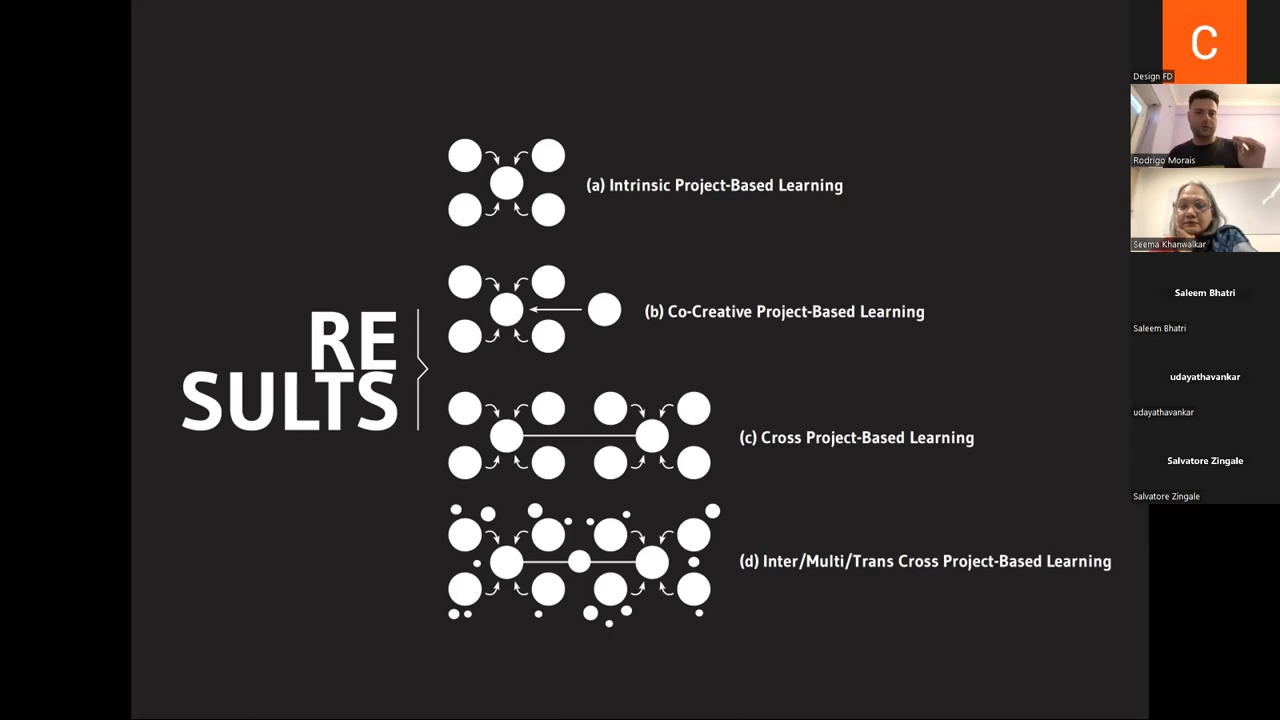 RE
SULTS
(a) Intrinsic Project-Based Learning
(b) Co-Creative Project-Based Learning
(c) Cross Project-Based Learning
(d) Inter/Multi/Trans Cross Project-Based Learning
C
Design FD
Rodrigo Morais
Seema Khanwalkar
Saleem Bhatri
Saleem Bhatri
udayathavankar
udayathavankar
Salvatore Zingale
Salvatore Zingale